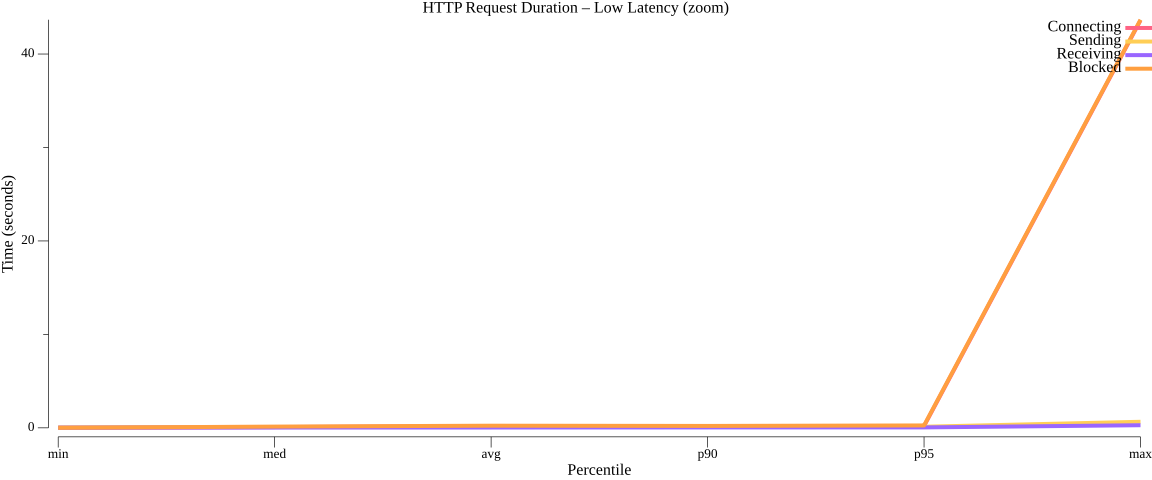 HTTP Request Duration – Low Latency (zoom)
Connecting
Sending
Receiving
Blocked
Time (seconds)
40
20
0
min med avg p90 p95 max
Percentile